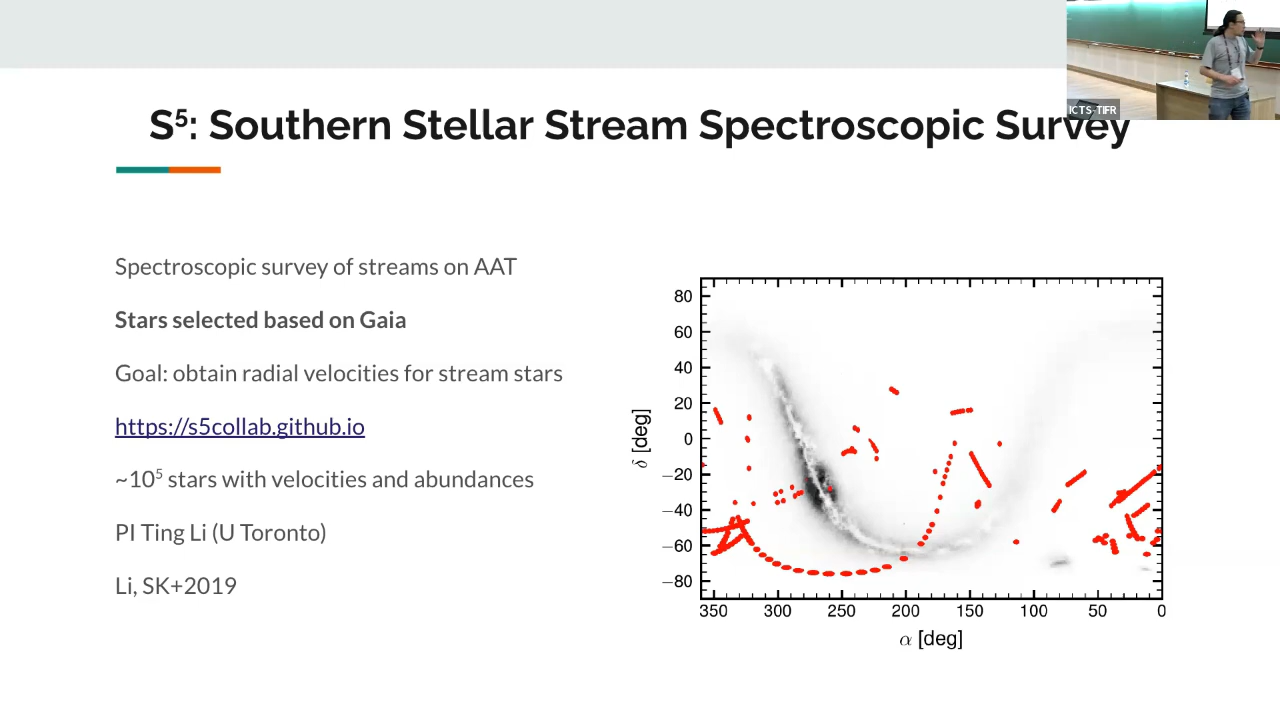 ICTS-TIFR
S⁵: Southern Stellar Stream Spectroscopic Survey
Spectroscopic survey of streams on AAT
Stars selected based on Gaia
Goal: obtain radial velocities for stream stars
https://s5collab.github.io
~10⁵ stars with velocities and abundances
PI Ting Li (U Toronto)
Li, SK+2019
80
60
40
20
0
−20
−40
−60
−80
δ [deg]
350 300 250 200 150 100 50 0
α [deg]